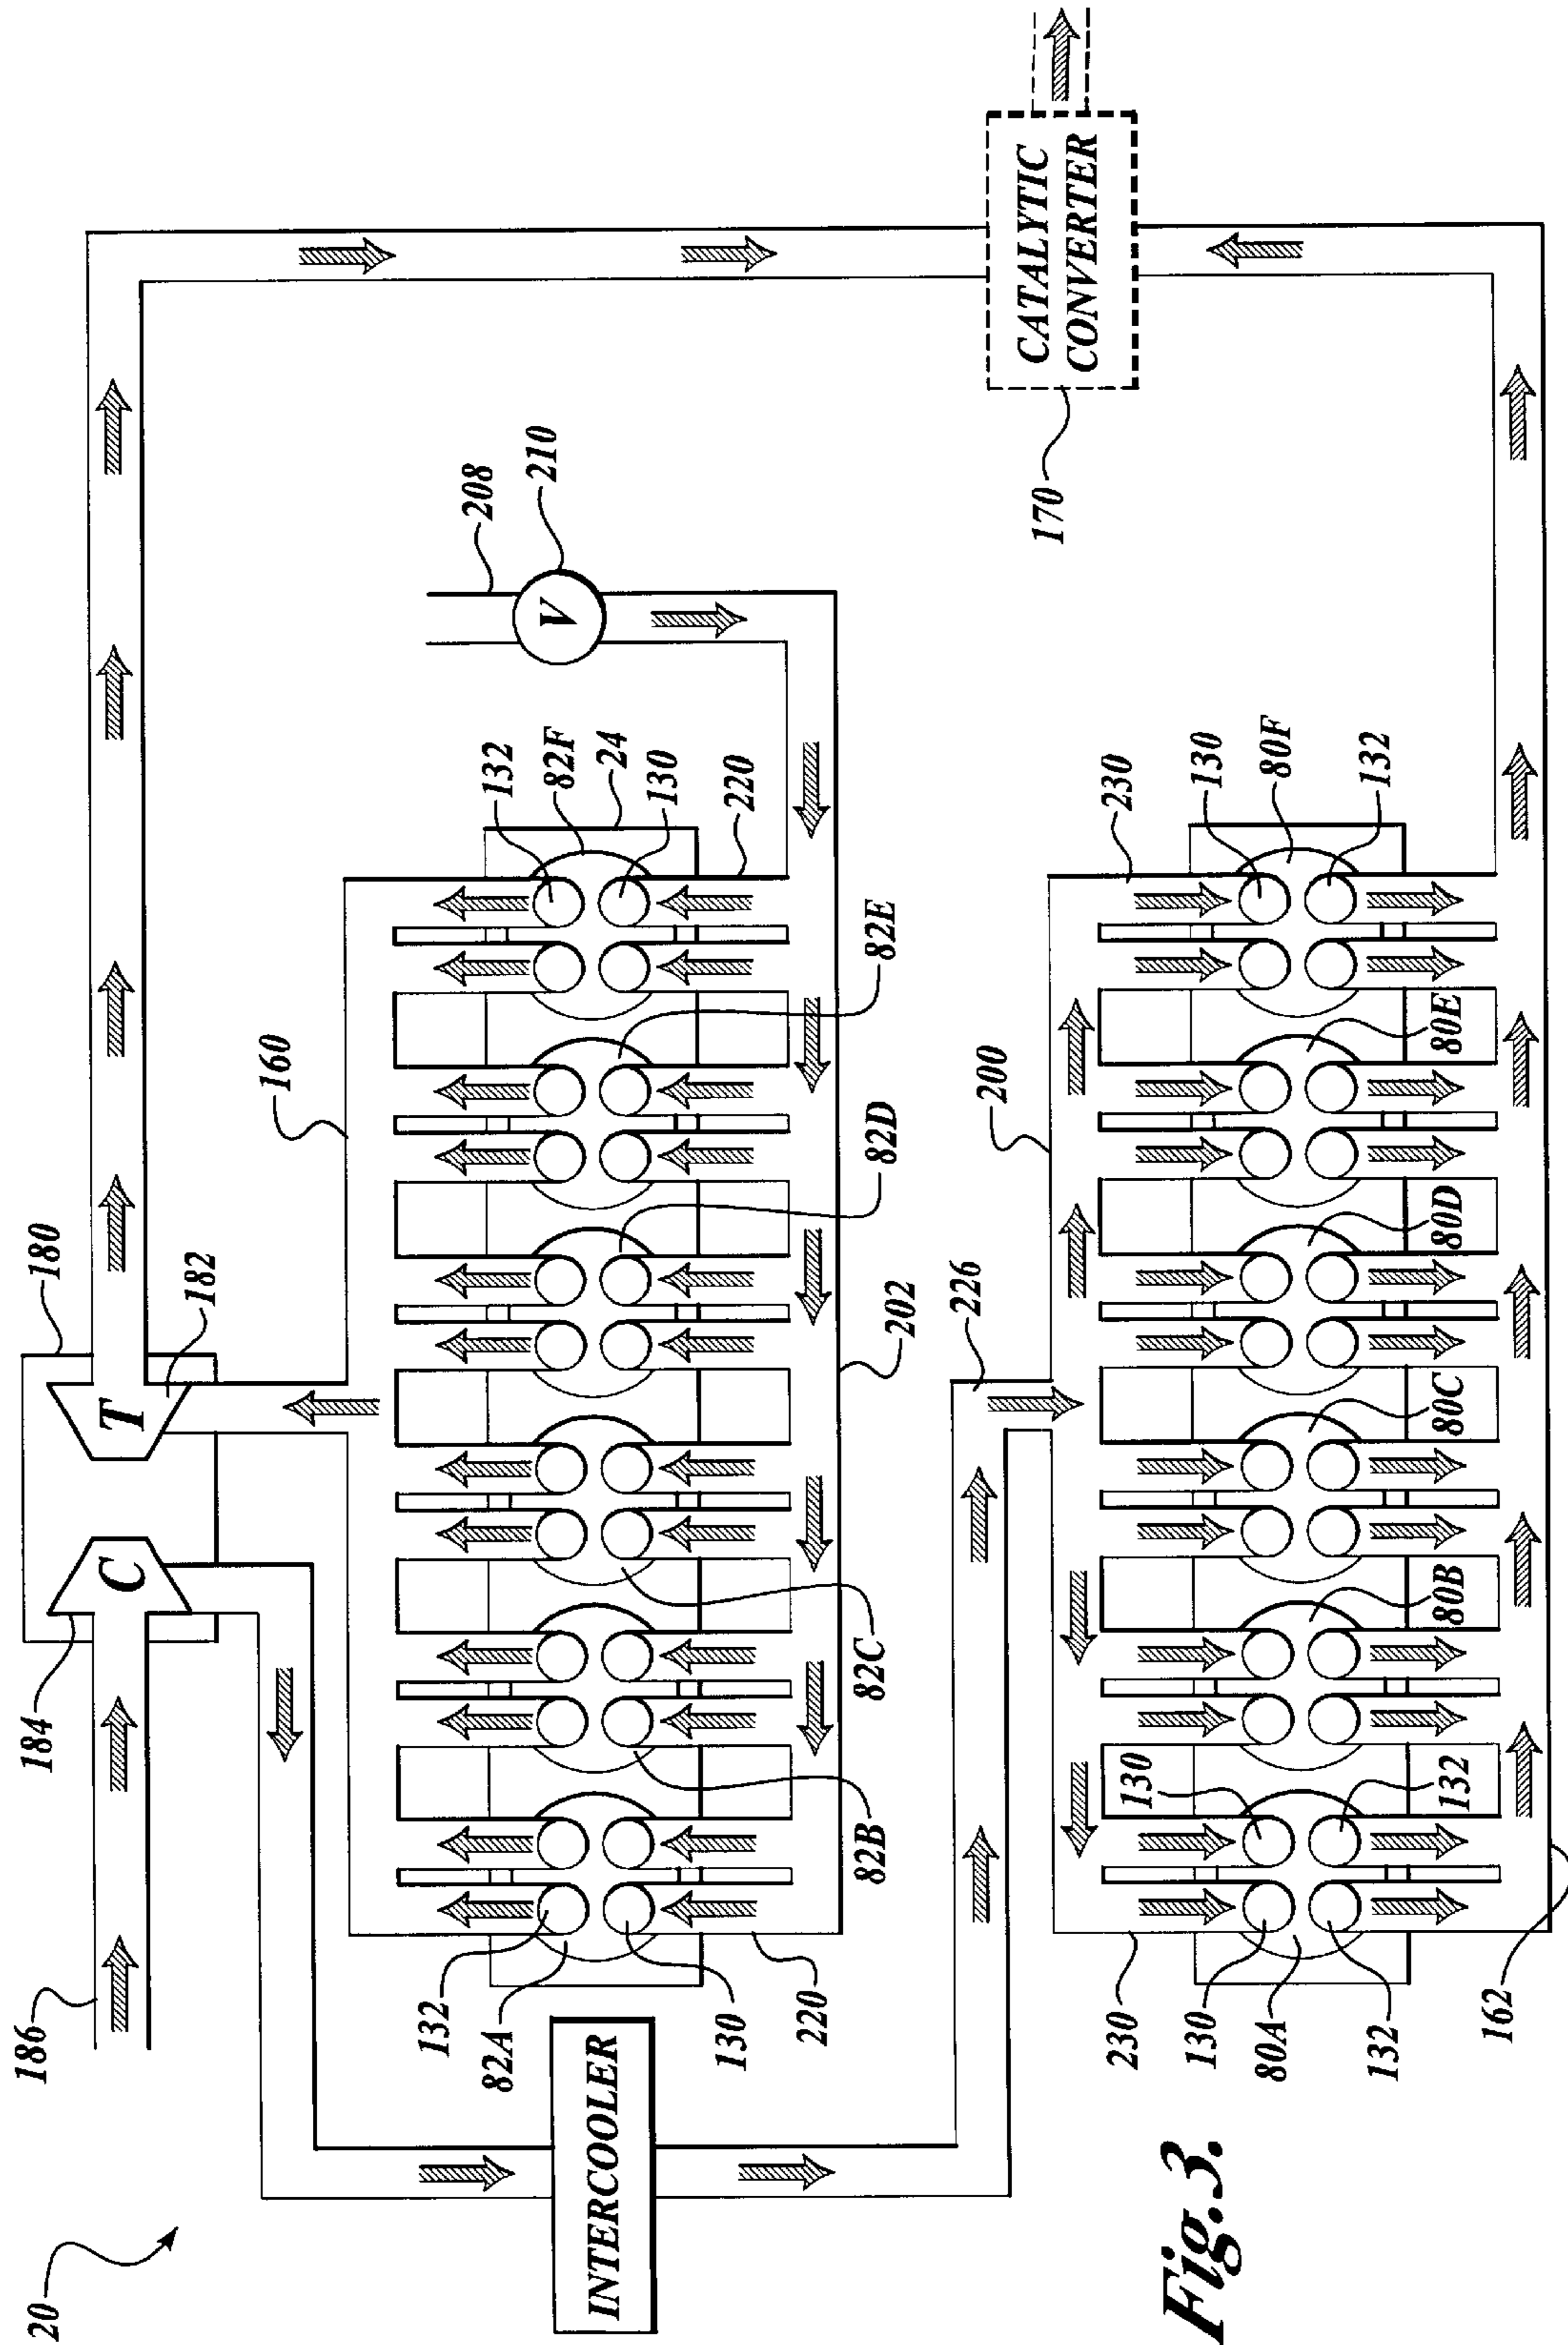 20
186
184
C
T
180
182
160
208
210
V
132
82F
24
130
220
82E
82D
202
82C
82B
132
82A
130
220
INTERCOOLER
226
200
230
130
80F
132
80E
80D
80C
80B
130
132
230
130
80A
132
162
170
CATALYTIC
CONVERTER
Fig. 3.